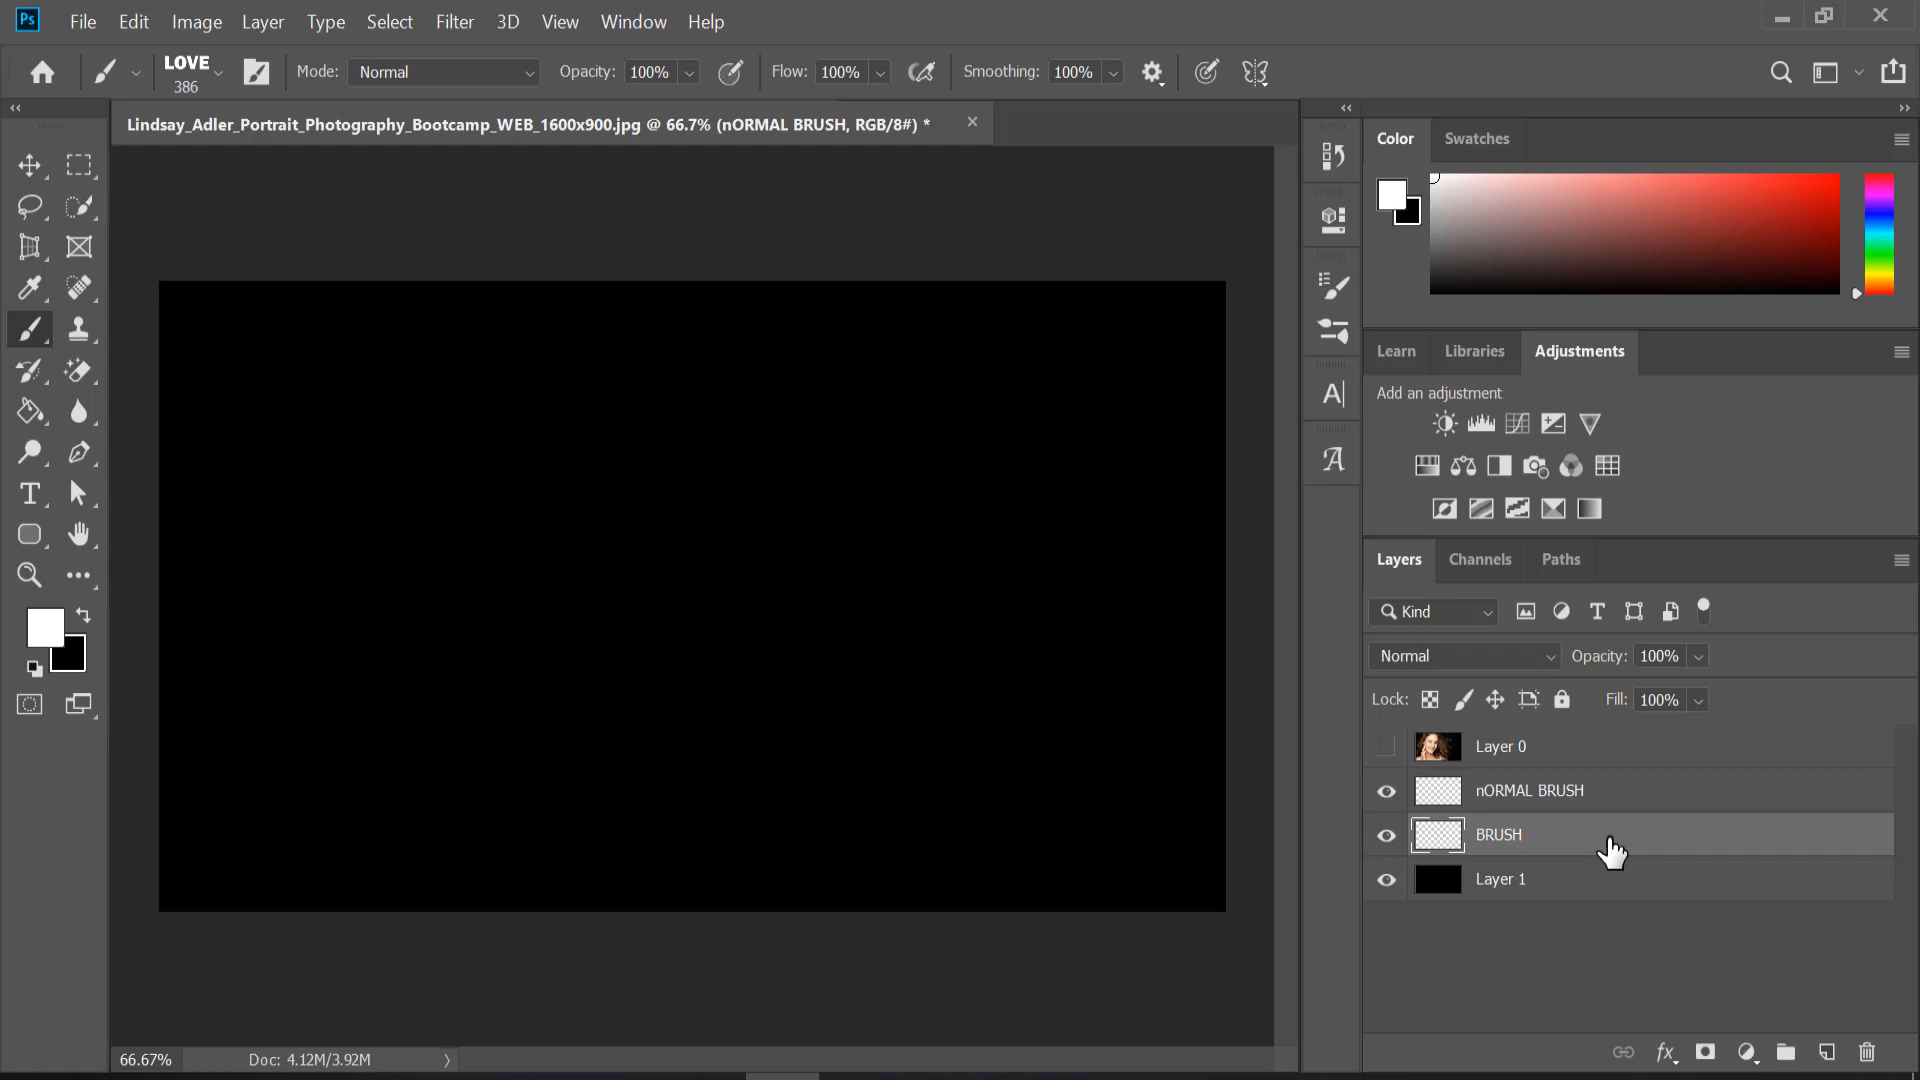 Ps File Edit Image Layer Type Select Filter 3D View Window Help
LOVE
386
Mode: Normal Opacity: 100% Flow: 100% Smoothing: 100%
Lindsay_Adler_Portrait_Photography_Bootcamp_WEB_1600x900.jpg @ 66.7% (nORMAL BRUSH, RGB/8#) *
Color Swatches
Learn Libraries Adjustments
Add an adjustment
Layers Channels Paths
Kind
Normal Opacity: 100%
Lock: Fill: 100%
Layer 0
nORMAL BRUSH
BRUSH
Layer 1
fx
66.67% Doc: 4.12M/3.92M